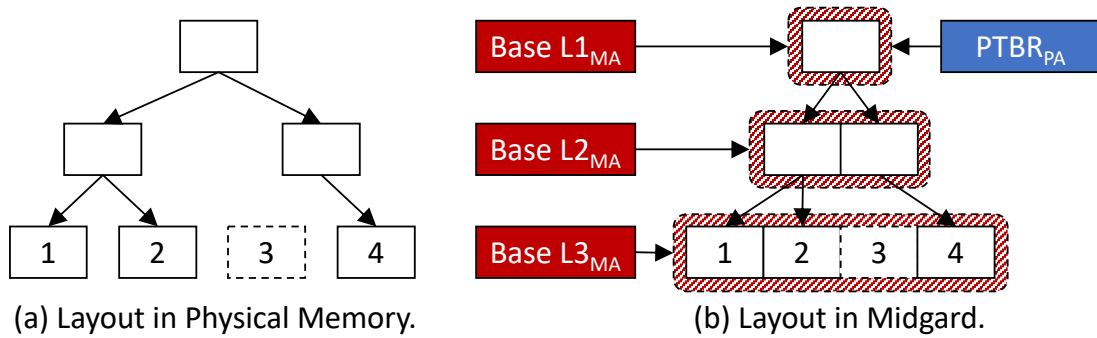 Base L1MA
PTBRPA
Base L2MA
1 2 3 4
Base L3MA
1 2 3 4
(a) Layout in Physical Memory.
(b) Layout in Midgard.